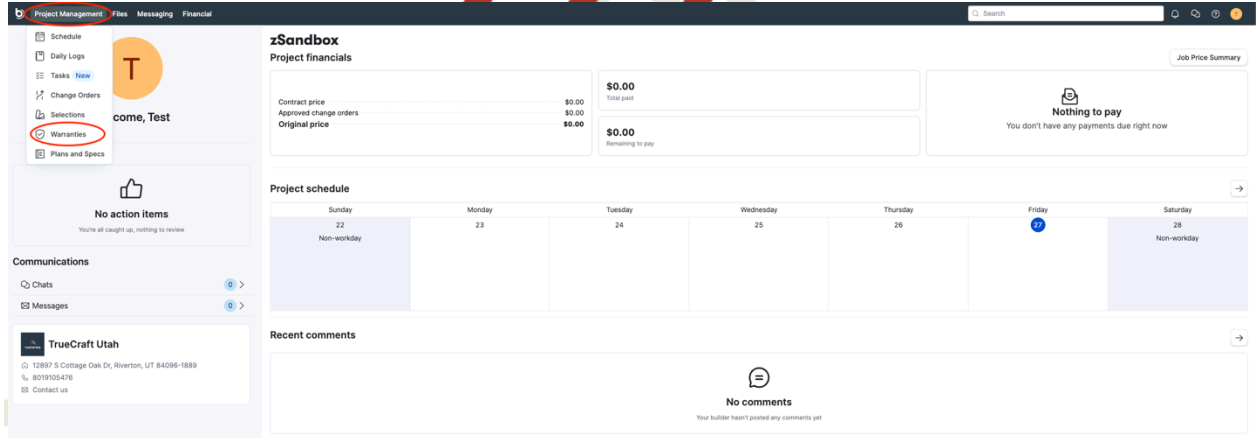 Project Management Files Messaging Financial
Search
T
Schedule
Daily Logs
Tasks New
Change Orders
Selections
Warranties
Plans and Specs
T
come, Test
No action items
You're all caught up, nothing to review
Communications
Chats 0
Messages 0
TrueCraft Utah
12897 S Cottage Oak Dr, Riverton, UT 84096-1889
8019105476
Contact us
zSandbox
Project financials
Job Price Summary
Contract price $0.00
Approved change orders $0.00
Original price $0.00
$0.00
Total paid
$0.00
Remaining to pay
Nothing to pay
You don't have any payments due right now
Project schedule
Sunday Monday Tuesday Wednesday Thursday Friday Saturday
22 23 24 25 26 27 28
Non-workday Non-workday
Recent comments
No comments
Your builder hasn't posted any comments yet